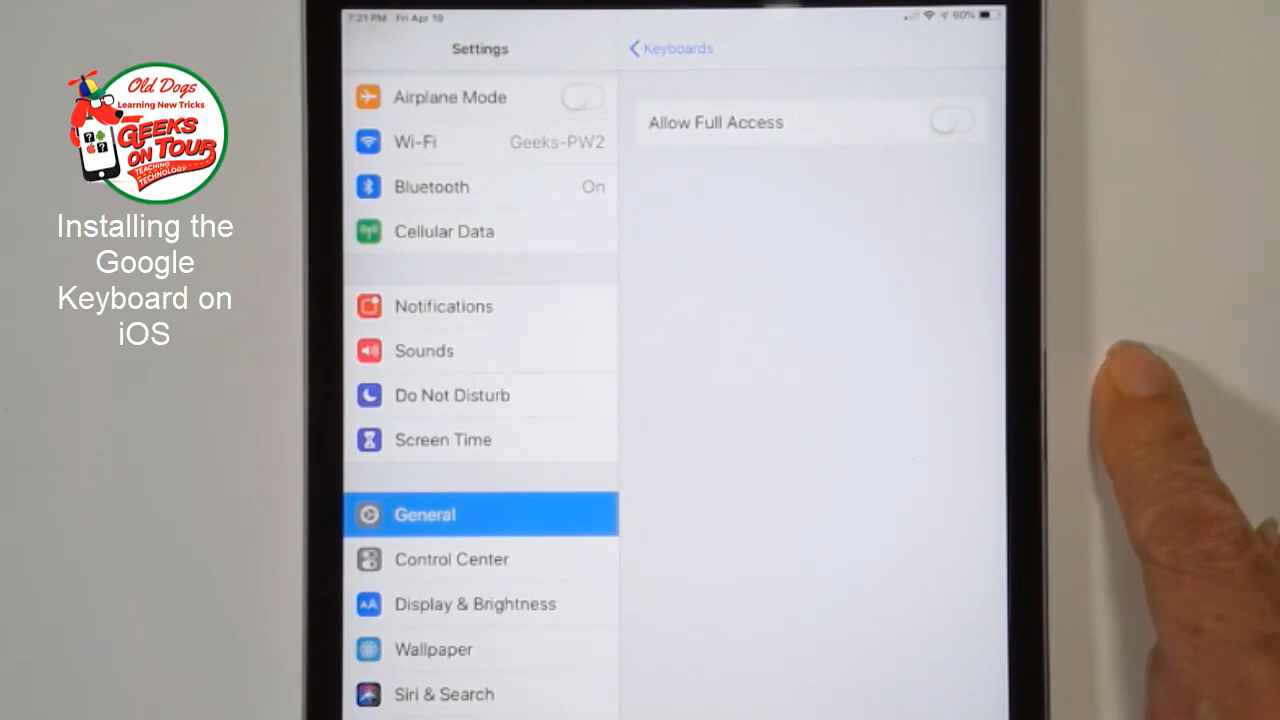 7:21 PM Fri Apr 19
60%
Settings
Keyboards
Airplane Mode
Allow Full Access
Wi-Fi
Geeks-PW2
Bluetooth
On
Cellular Data
Notifications
Sounds
Do Not Disturb
Screen Time
General
Control Center
AA
Display & Brightness
Wallpaper
Siri & Search
Old Dogs
Learning New Tricks
GEEKS
ON TOUR
TEACHING
TECHNOLOGY
Installing the
Google
Keyboard on
iOS